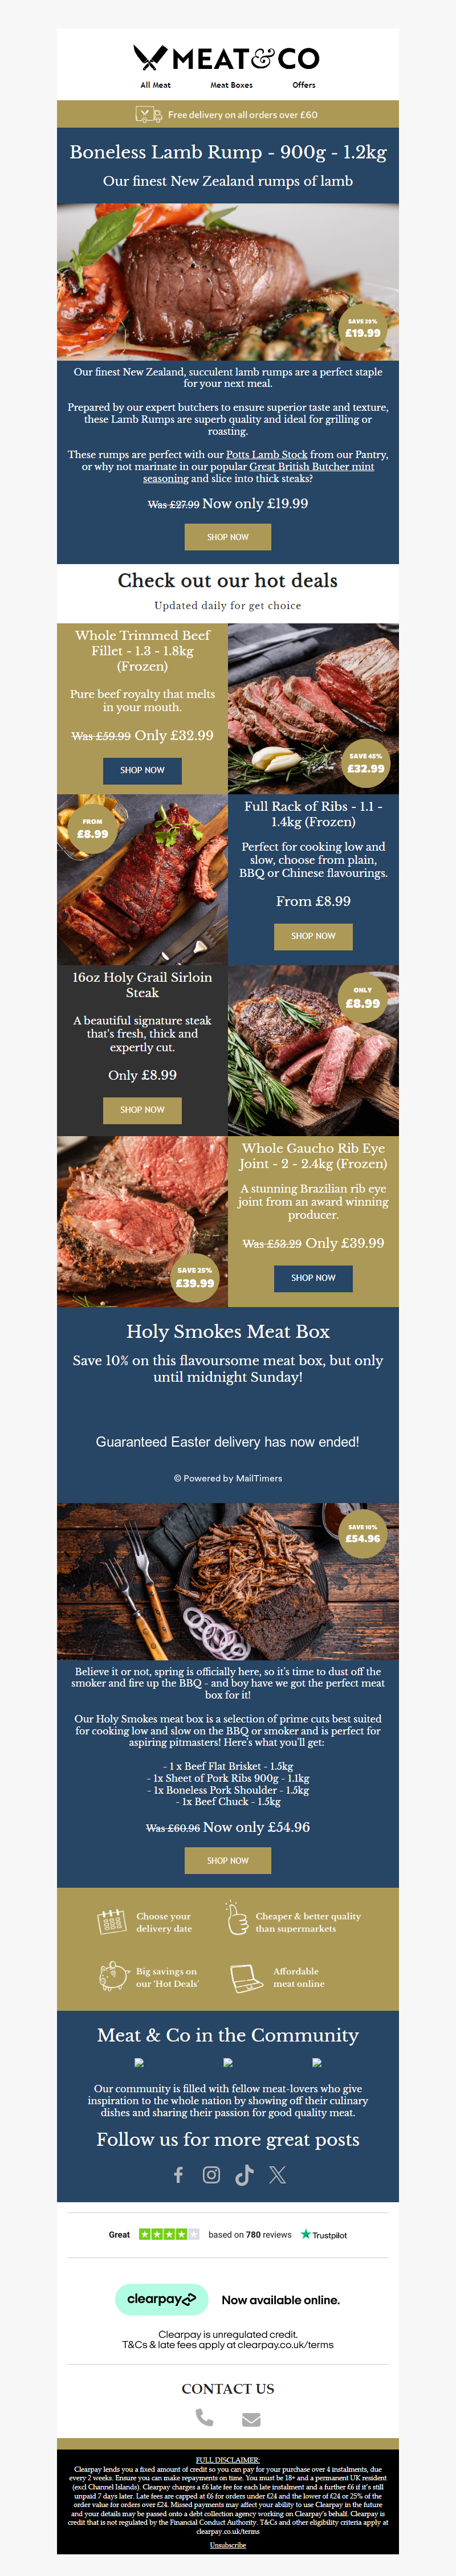 MEAT&CO
All Meat Meat Boxes Offers
Free delivery on all orders over £60
Boneless Lamb Rump - 900g - 1.2kg
Our finest New Zealand rumps of lamb
SAVE 29%
£19.99
Our finest New Zealand, succulent lamb rumps are a perfect staple
for your next meal.
Prepared by our expert butchers to ensure superior taste and texture,
these Lamb Rumps are superb quality and ideal for grilling or
roasting.
These rumps are perfect with our Potts Lamb Stock from our Pantry,
or why not marinate in our popular Great British Butcher mint
seasoning and slice into thick steaks?
Was £27.99 Now only £19.99
SHOP NOW
Check out our hot deals
Updated daily for get choice
Whole Trimmed Beef
Fillet - 1.3 - 1.8kg
(Frozen)
Pure beef royalty that melts
in your mouth.
Was £59.99 Only £32.99
SHOP NOW
SAVE 45%
£32.99
FROM
£8.99
Full Rack of Ribs - 1.1 -
1.4kg (Frozen)
Perfect for cooking low and
slow, choose from plain,
BBQ or Chinese flavourings.
From £8.99
SHOP NOW
16oz Holy Grail Sirloin
Steak
A beautiful signature steak
that's fresh, thick and
expertly cut.
Only £8.99
SHOP NOW
ONLY
£8.99
SAVE 25%
£39.99
Whole Gaucho Rib Eye
Joint - 2 - 2.4kg (Frozen)
A stunning Brazilian rib eye
joint from an award winning
producer.
Was £53.29 Only £39.99
SHOP NOW
Holy Smokes Meat Box
Save 10% on this flavoursome meat box, but only
until midnight Sunday!
Guaranteed Easter delivery has now ended!
© Powered by MailTimers
SAVE 10%
£54.96
Believe it or not, spring is officially here, so it's time to dust off the
smoker and fire up the BBQ - and boy have we got the perfect meat
box for it!
Our Holy Smokes meat box is a selection of prime cuts best suited
for cooking low and slow on the BBQ or smoker and is perfect for
aspiring pitmasters! Here's what you'll get:
- 1 x Beef Flat Brisket - 1.5kg
- 1x Sheet of Pork Ribs 900g - 1.1kg
- 1x Boneless Pork Shoulder - 1.5kg
- 1x Beef Chuck - 1.5kg
Was £60.96 Now only £54.96
SHOP NOW
Choose your
delivery date
Cheaper & better quality
than supermarkets
Big savings on
our 'Hot Deals'
Affordable
meat online
Meat & Co in the Community
Our community is filled with fellow meat-lovers who give
inspiration to the whole nation by showing off their culinary
dishes and sharing their passion for good quality meat.
Follow us for more great posts
Great based on 780 reviews Trustpilot
clearpay Now available online.
Clearpay is unregulated credit.
T&Cs & late fees apply at clearpay.co.uk/terms
CONTACT US
FULL DISCLAIMER:
Clearpay lends you a fixed amount of credit so you can pay for your purchase over 4 instalments, due
every 2 weeks. Ensure you can make repayments on time. You must be 18+ and a permanent UK resident
(excl Channel Islands). Clearpay charges a £6 late fee for each late instalment and a further £6 if it's still
unpaid 7 days later. Late fees are capped at £6 for orders under £24 and the lower of £24 or 25% of the
order value for orders over £24. Missed payments may affect your ability to use Clearpay in the future
and your details may be passed onto a debt collection agency working on Clearpay's behalf. Clearpay is
credit that is not regulated by the Financial Conduct Authority. T&Cs and other eligibility criteria apply at
clearpay.co.uk/terms
Unsubscribe